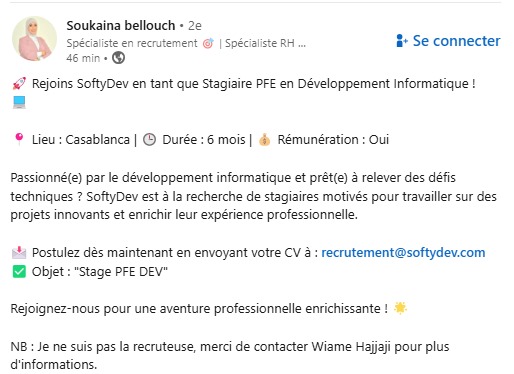 Soukaina bellouch • 2e
Spécialiste en recrutement 🎯 | Spécialiste RH ...
46 min •
Se connecter
🚀 Rejoins SoftyDev en tant que Stagiaire PFE en Développement Informatique !
💻
📍 Lieu : Casablanca | 🕒 Durée : 6 mois | 💰 Rémunération : Oui
Passionné(e) par le développement informatique et prêt(e) à relever des défis
techniques ? SoftyDev est à la recherche de stagiaires motivés pour travailler sur des
projets innovants et enrichir leur expérience professionnelle.
📩 Postulez dès maintenant en envoyant votre CV à : recrutement@softydev.com
✅ Objet : "Stage PFE DEV"
Rejoignez-nous pour une aventure professionnelle enrichissante ! 🌟
NB : Je ne suis pas la recruteuse, merci de contacter Wiame Hajjaji pour plus
d'informations.